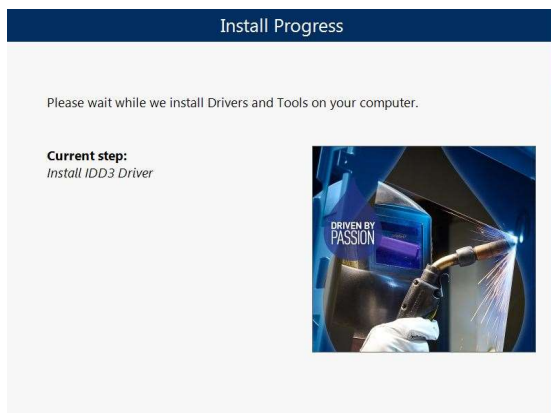 Install Progress
Please wait while we install Drivers and Tools on your computer.
Current step:
Install IDD3 Driver
DRIVEN BY
PASSION